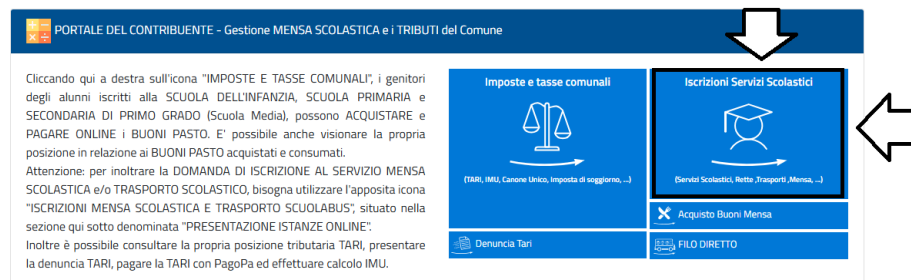 PORTALE DEL CONTRIBUENTE - Gestione MENSA SCOLASTICA e i TRIBUTI del Comune
Cliccando qui a destra sull'icona "IMPOSTE E TASSE COMUNALI", i genitori
degli alunni iscritti alla SCUOLA DELL'INFANZIA, SCUOLA PRIMARIA e
SECONDARIA DI PRIMO GRADO (Scuola Media), possono ACQUISTARE e
PAGARE ONLINE i BUONI PASTO. E' possibile anche visionare la propria
posizione in relazione ai BUONI PASTO acquistati e consumati.
Attenzione: per inoltrare la DOMANDA DI ISCRIZIONE AL SERVIZIO MENSA
SCOLASTICA e/o TRASPORTO SCOLASTICO, bisogna utilizzare l'apposita icona
"ISCRIZIONI MENSA SCOLASTICA E TRASPORTO SCUOLABUS", situato nella
sezione qui sotto denominata "PRESENTAZIONE ISTANZE ONLINE".
Inoltre è possibile consultare la propria posizione tributaria TARI, presentare
la denuncia TARI, pagare la TARI con PagoPa ed effettuare calcolo IMU.
Imposte e tasse comunali
(TARI, IMU, Canone Unico, Imposta di soggiorno, ...)
Iscrizioni Servizi Scolastici
(Servizi Scolastici, Rette ,Trasporti ,Mensa, ...)
Acquisto Buoni Mensa
Denuncia Tari
FILO DIRETTO